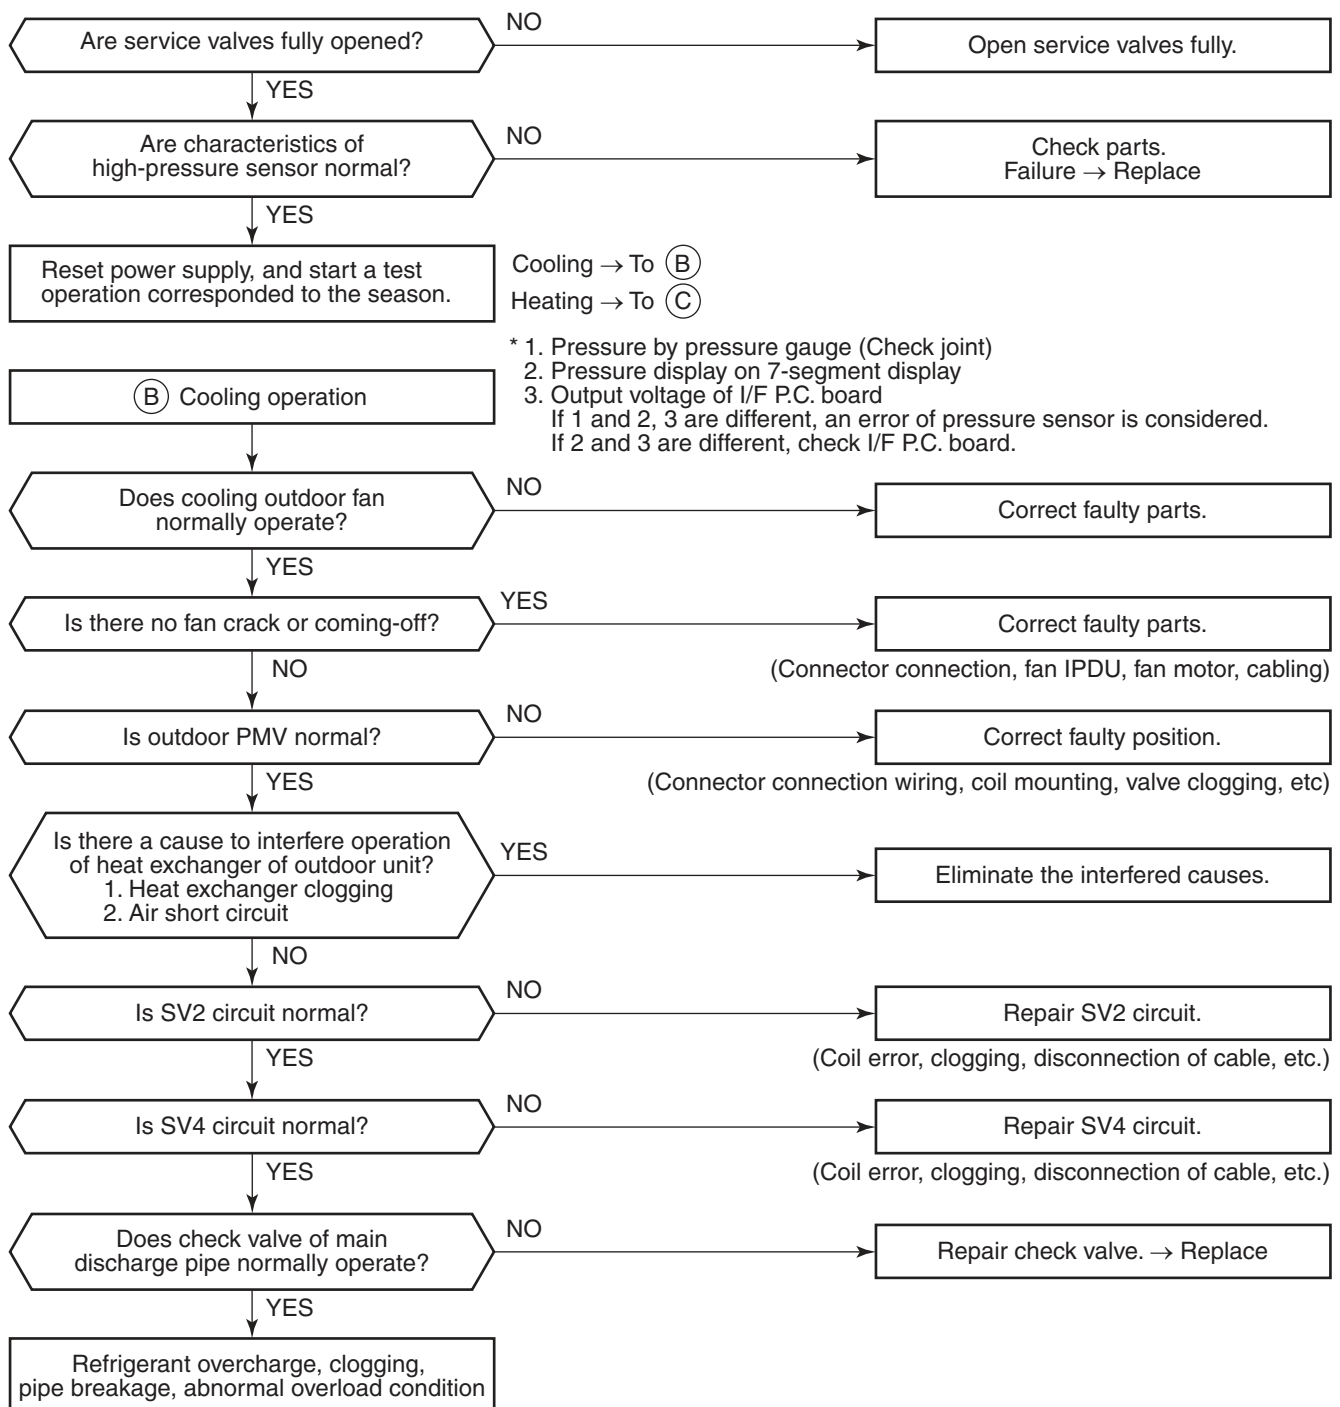 Are service valves fully opened?
NO
Open service valves fully.
YES
Are characteristics of
high-pressure sensor normal?
NO
Check parts.
Failure → Replace
YES
Reset power supply, and start a test
operation corresponded to the season.
Cooling → To B
Heating → To C
* 1. Pressure by pressure gauge (Check joint)
2. Pressure display on 7-segment display
3. Output voltage of I/F P.C. board
If 1 and 2, 3 are different, an error of pressure sensor is considered.
If 2 and 3 are different, check I/F P.C. board.
B Cooling operation
Does cooling outdoor fan
normally operate?
NO
Correct faulty parts.
YES
Is there no fan crack or coming-off?
YES
Correct faulty parts.
(Connector connection, fan IPDU, fan motor, cabling)
NO
Is outdoor PMV normal?
NO
Correct faulty position.
(Connector connection wiring, coil mounting, valve clogging, etc)
YES
Is there a cause to interfere operation
of heat exchanger of outdoor unit?
1. Heat exchanger clogging
2. Air short circuit
YES
Eliminate the interfered causes.
NO
Is SV2 circuit normal?
NO
Repair SV2 circuit.
(Coil error, clogging, disconnection of cable, etc.)
YES
Is SV4 circuit normal?
NO
Repair SV4 circuit.
(Coil error, clogging, disconnection of cable, etc.)
YES
Does check valve of main
discharge pipe normally operate?
NO
Repair check valve. → Replace
YES
Refrigerant overcharge, clogging,
pipe breakage, abnormal overload condition